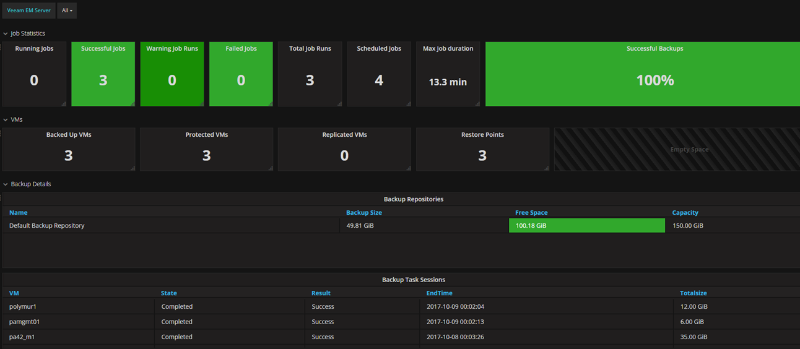 Veeam EM Server All
Job Statistics
Running Jobs Successful Jobs Warning Job Runs Failed Jobs Total Job Runs Scheduled Jobs Max job duration Successful Backups
0 3 0 0 3 4 13.3 min 100%
VMs
Backed Up VMs Protected VMs Replicated VMs Restore Points
3 3 0 3 Empty Space
Backup Details
Backup Repositories
Name Backup Size Free Space Capacity
Default Backup Repository 49.81 GiB 100.18 GiB 150.00 GiB
Backup Task Sessions
VM State Result EndTime Totalsize
polymur1 Completed Success 2017-10-09 00:02:04 12.00 GiB
pamgmt01 Completed Success 2017-10-09 00:02:13 6.00 GiB
pa42_m1 Completed Success 2017-10-08 00:03:26 35.00 GiB